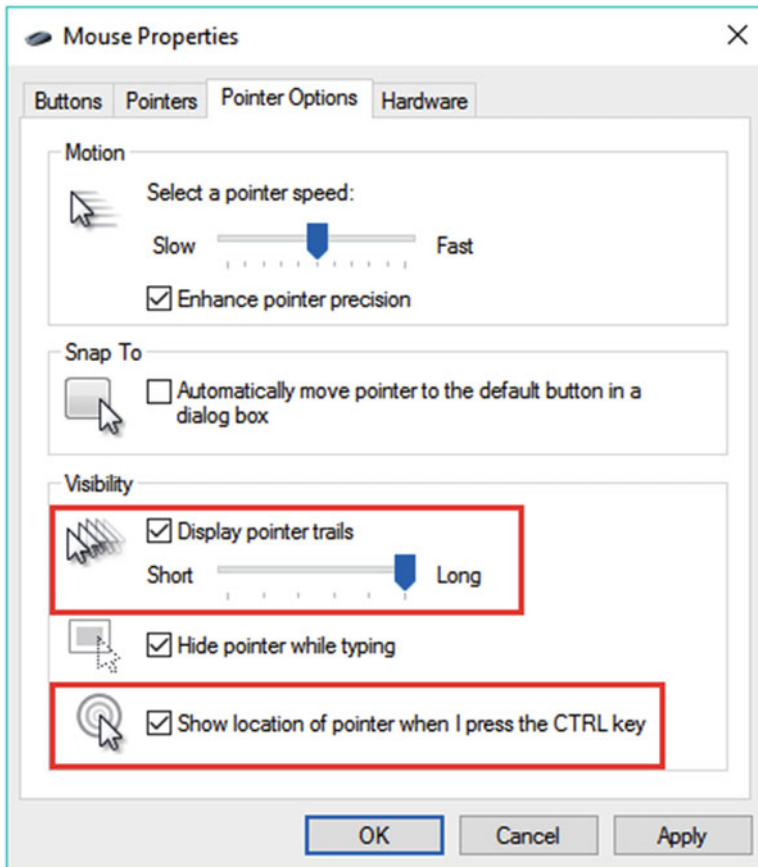 Mouse Properties
Buttons Pointers Pointer Options Hardware
Motion
Select a pointer speed:
Slow Fast
Enhance pointer precision
Snap To
Automatically move pointer to the default button in a
dialog box
Visibility
Display pointer trails
Short Long
Hide pointer while typing
Show location of pointer when I press the CTRL key
OK Cancel Apply